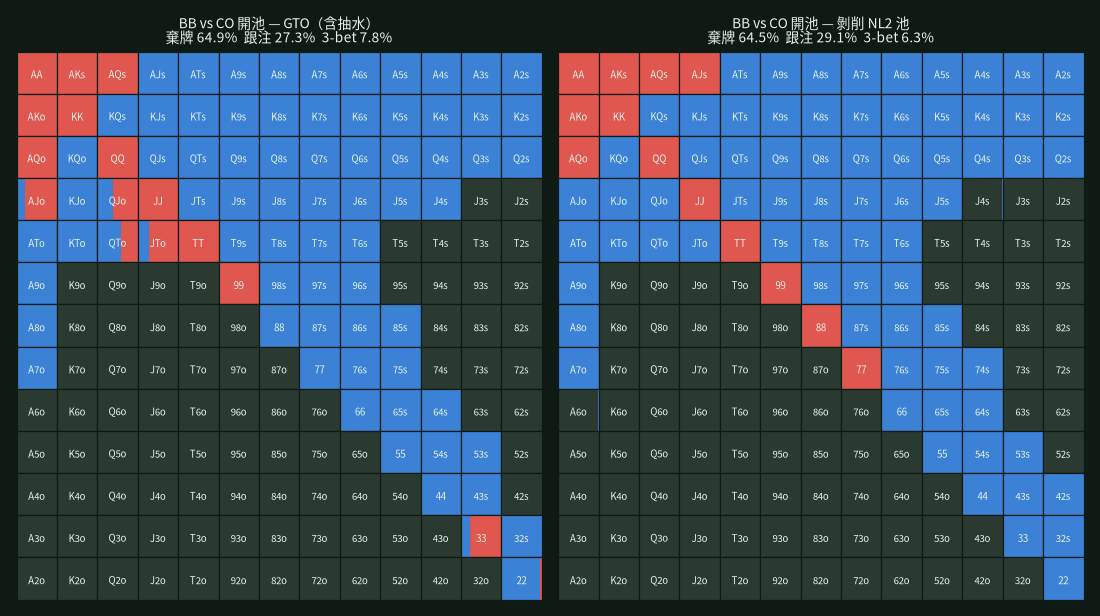 BB vs CO 開池 — GTO（含抽水）
棄牌 64.9% 跟注 27.3% 3-bet 7.8%
AA AKs AQs AJs ATs A9s A8s A7s A6s A5s A4s A3s A2s
AKo KK KQs KJs KTs K9s K8s K7s K6s K5s K4s K3s K2s
AQo KQo QQ QJs QTs Q9s Q8s Q7s Q6s Q5s Q4s Q3s Q2s
AJo KJo QJo JJ JTs J9s J8s J7s J6s J5s J4s J3s J2s
ATo KTo QTo JTo TT T9s T8s T7s T6s T5s T4s T3s T2s
A9o K9o Q9o J9o T9o 99 98s 97s 96s 95s 94s 93s 92s
A8o K8o Q8o J8o T8o 98o 88 87s 86s 85s 84s 83s 82s
A7o K7o Q7o J7o T7o 97o 87o 77 76s 75s 74s 73s 72s
A6o K6o Q6o J6o T6o 96o 86o 76o 66 65s 64s 63s 62s
A5o K5o Q5o J5o T5o 95o 85o 75o 65o 55 54s 53s 52s
A4o K4o Q4o J4o T4o 94o 84o 74o 64o 54o 44 43s 42s
A3o K3o Q3o J3o T3o 93o 83o 73o 63o 53o 43o 33 32s
A2o K2o Q2o J2o T2o 92o 82o 72o 62o 52o 42o 32o 22
BB vs CO 開池 — 剝削 NL2 池
棄牌 64.5% 跟注 29.1% 3-bet 6.3%
AA AKs AQs AJs ATs A9s A8s A7s A6s A5s A4s A3s A2s
AKo KK KQs KJs KTs K9s K8s K7s K6s K5s K4s K3s K2s
AQo KQo QQ QJs QTs Q9s Q8s Q7s Q6s Q5s Q4s Q3s Q2s
AJo KJo QJo JJ JTs J9s J8s J7s J6s J5s J4s J3s J2s
ATo KTo QTo JTo TT T9s T8s T7s T6s T5s T4s T3s T2s
A9o K9o Q9o J9o T9o 99 98s 97s 96s 95s 94s 93s 92s
A8o K8o Q8o J8o T8o 98o 88 87s 86s 85s 84s 83s 82s
A7o K7o Q7o J7o T7o 97o 87o 77 76s 75s 74s 73s 72s
A6o K6o Q6o J6o T6o 96o 86o 76o 66 65s 64s 63s 62s
A5o K5o Q5o J5o T5o 95o 85o 75o 65o 55 54s 53s 52s
A4o K4o Q4o J4o T4o 94o 84o 74o 64o 54o 44 43s 42s
A3o K3o Q3o J3o T3o 93o 83o 73o 63o 53o 43o 33 32s
A2o K2o Q2o J2o T2o 92o 82o 72o 62o 52o 42o 32o 22